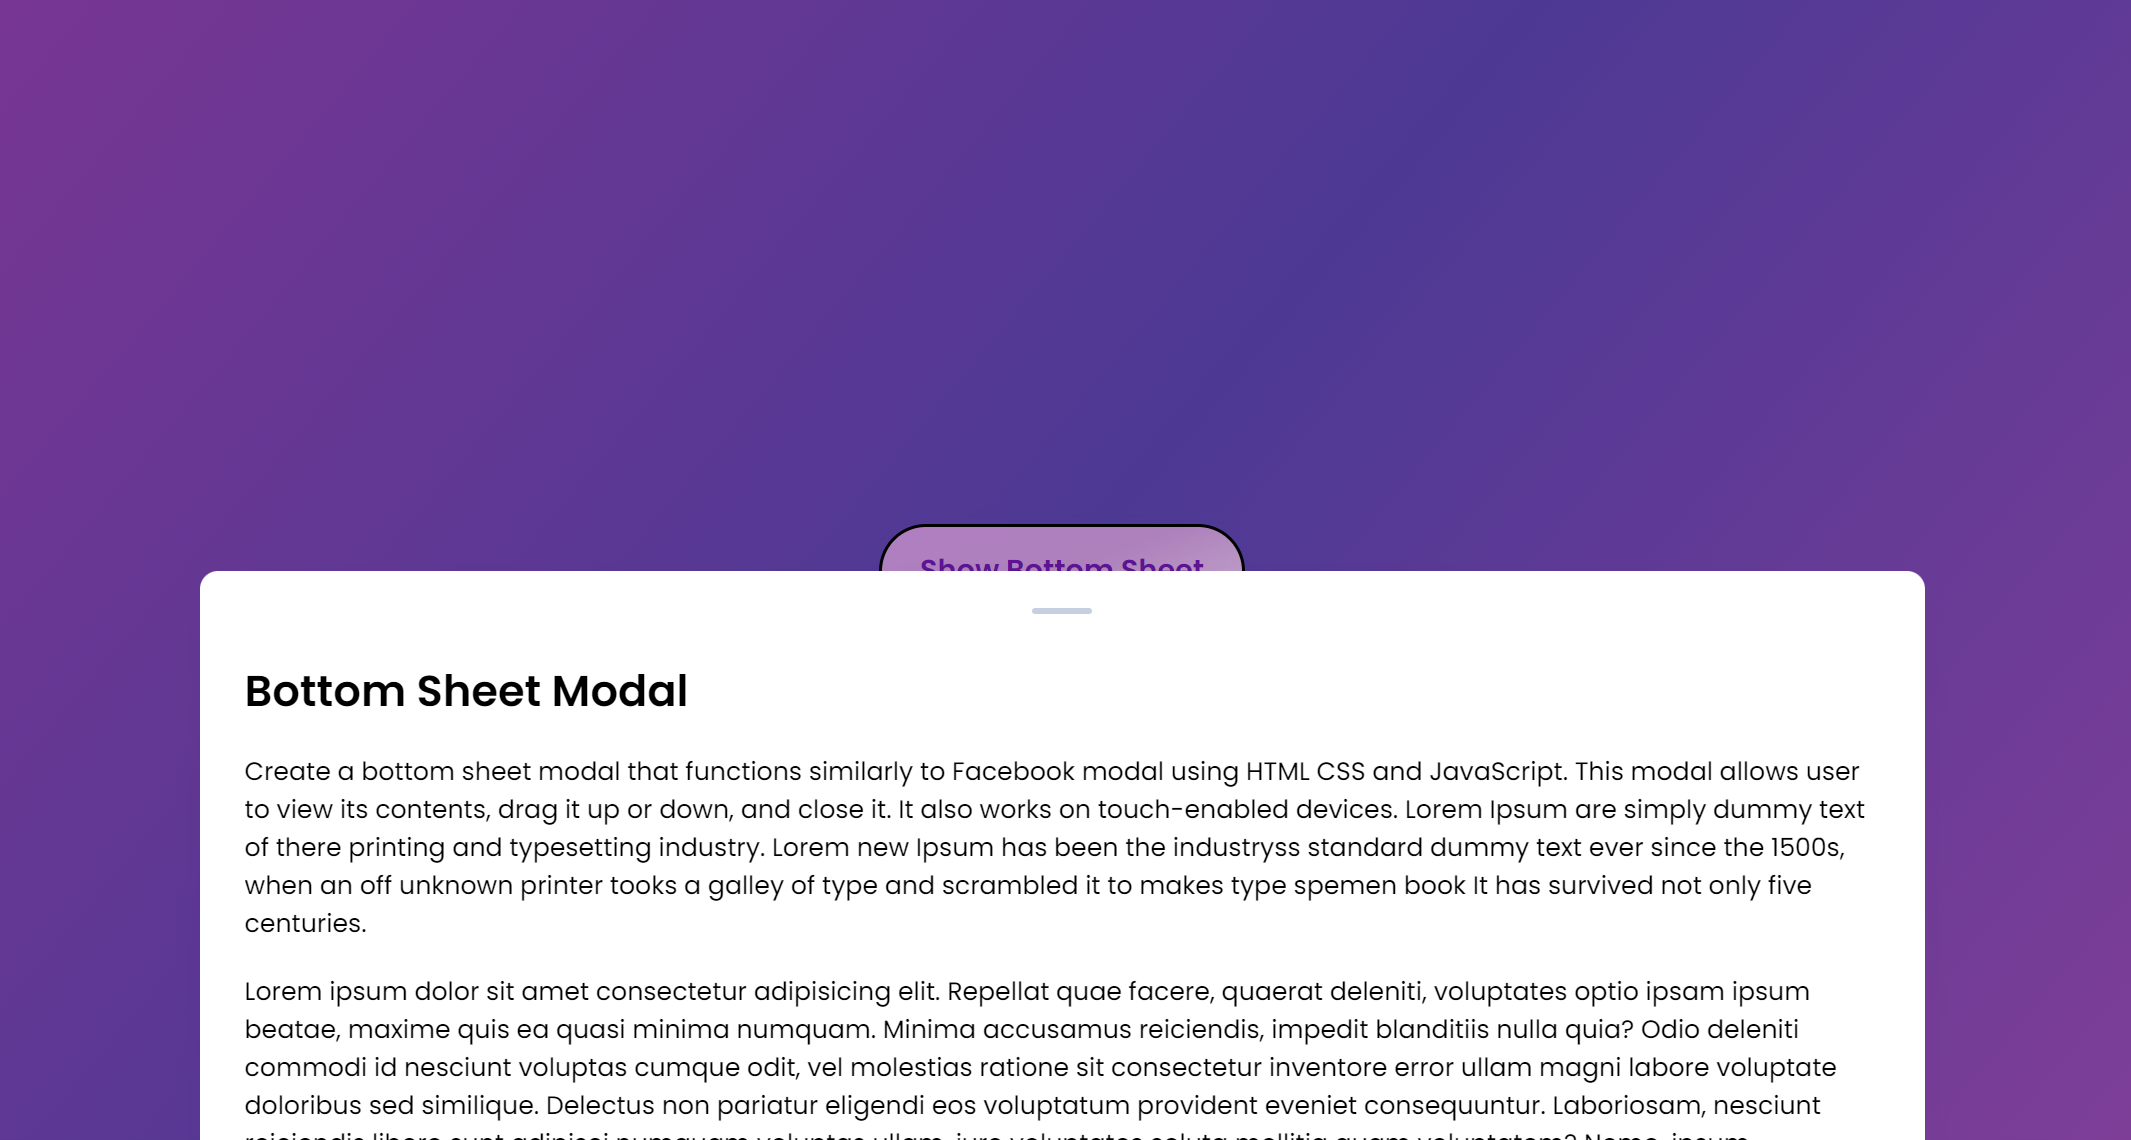 Show Bottom Sheet
Bottom Sheet Modal
Create a bottom sheet modal that functions similarly to Facebook modal using HTML CSS and JavaScript. This modal allows user
to view its contents, drag it up or down, and close it. It also works on touch-enabled devices. Lorem Ipsum are simply dummy text
of there printing and typesetting industry. Lorem new Ipsum has been the industryss standard dummy text ever since the 1500s,
when an off unknown printer tooks a galley of type and scrambled it to makes type spemen book It has survived not only five
centuries.
Lorem ipsum dolor sit amet consectetur adipisicing elit. Repellat quae facere, quaerat deleniti, voluptates optio ipsam ipsum
beatae, maxime quis ea quasi minima numquam. Minima accusamus reiciendis, impedit blanditiis nulla quia? Odio deleniti
commodi id nesciunt voluptas cumque odit, vel molestias ratione sit consectetur inventore error ullam magni labore voluptate
doloribus sed similique. Delectus non pariatur eligendi eos voluptatum provident eveniet consequuntur. Laboriosam, nesciunt